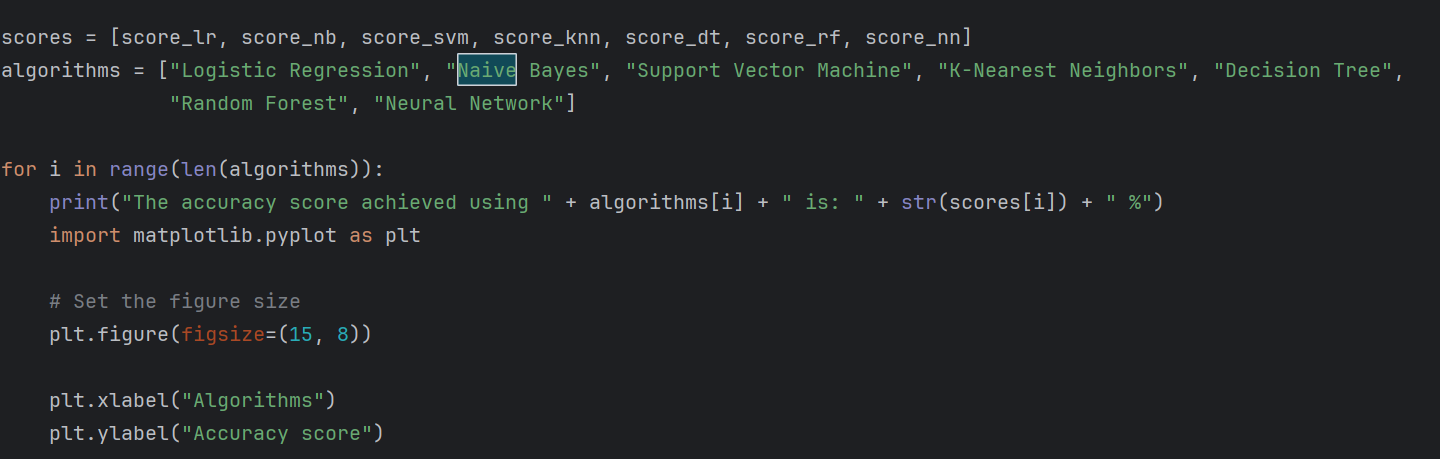 scores = [score_lr, score_nb, score_svm, score_knn, score_dt, score_rf, score_nn]
algorithms = ["Logistic Regression", "Naive Bayes", "Support Vector Machine", "K-Nearest Neighbors", "Decision Tree",
              "Random Forest", "Neural Network"]

for i in range(len(algorithms)):
    print("The accuracy score achieved using " + algorithms[i] + " is: " + str(scores[i]) + " %")
    import matplotlib.pyplot as plt

    # Set the figure size
    plt.figure(figsize=(15, 8))

    plt.xlabel("Algorithms")
    plt.ylabel("Accuracy score")